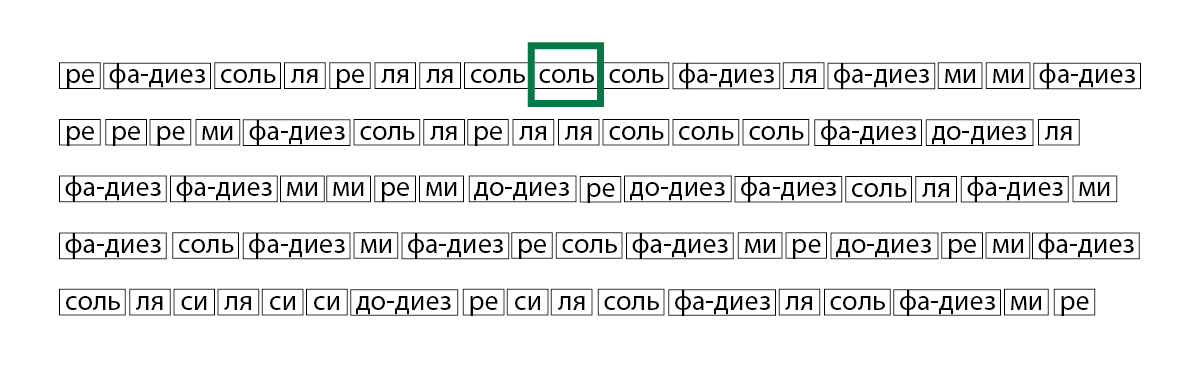 ре фа-диез соль ля ре ля ля соль соль соль фа-диез ля фа-диез ми ми фа-диез
ре ре ре ми фа-диез соль ля ре ля ля соль соль соль фа-диез до-диез ля
фа-диез фа-диез ми ми ре ми до-диез ре до-диез фа-диез соль ля фа-диез ми
фа-диез соль фа-диез ми фа-диез ре соль фа-диез ми ре до-диез ре ми фа-диез
соль ля си ля си си до-диез ре си ля соль фа-диез ля соль фа-диез ми ре